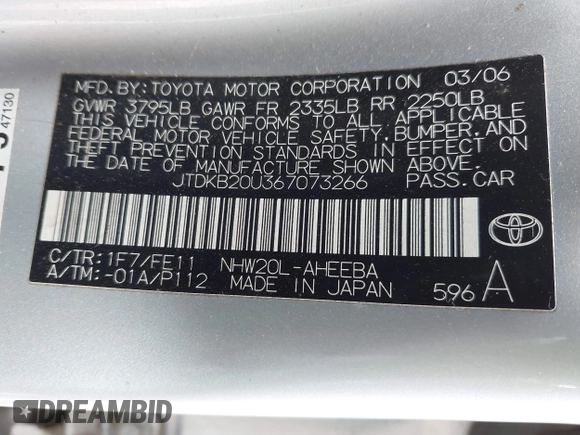 MFD. BY: TOYOTA MOTOR CORPORATION 03/06
GVWR 3795LB GAWR FR 2335LB RR 2250LB
THIS VEHICLE CONFORMS TO ALL APPLICABLE
FEDERAL MOTOR VEHICLE SAFETY, BUMPER, AND
THEFT PREVENTION STANDARDS IN EFFECT ON
THE DATE OF MANUFACTURE SHOWN ABOVE.
JTDKB20U367073266 PASS.CAR
C/TR: 1F7/FE11 NHW20L-AHEEBA
A/TM: -01A/P112 MADE IN JAPAN 596 A
TOYOTA
47130
DREAMBID